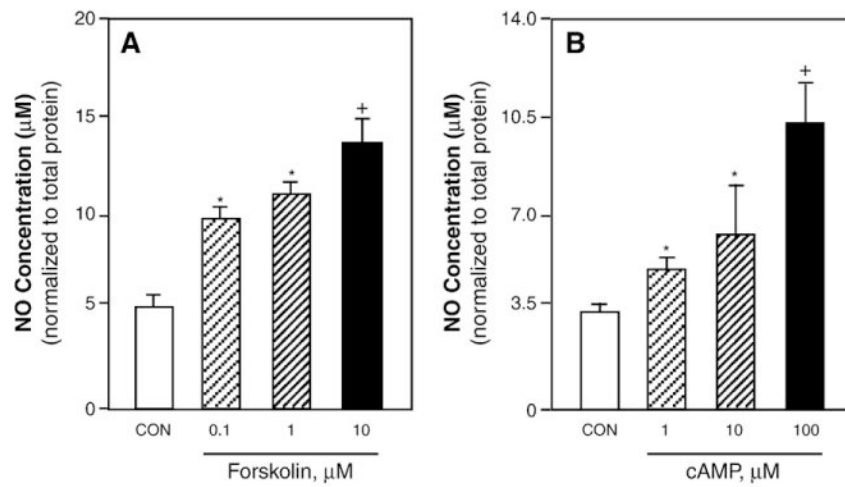 A
NO Concentration (μM)
(normalized to total protein)
20
15
10
5
0
*
*
+
CON
0.1
1
10
Forskolin, μM
B
NO Concentration (μM)
(normalized to total protein)
14.0
10.5
7.0
3.5
0
*
*
+
CON
1
10
100
cAMP, μM